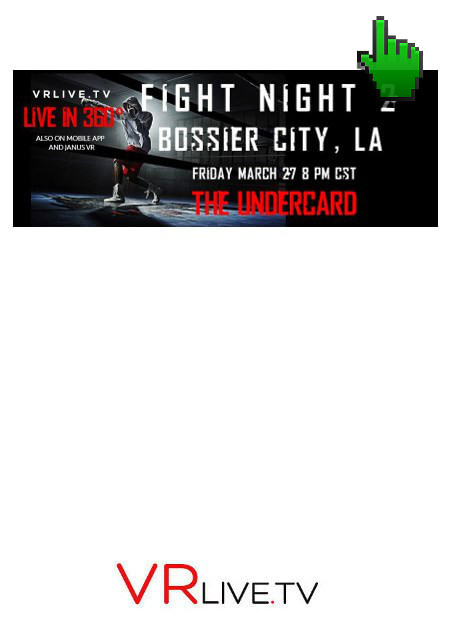 VRLIVE.TV
LIVE IN 360°
ALSO ON MOBILE APP
AND JANUS VR
FIGHT NIGHT 2
BOSSIER CITY, LA
FRIDAY MARCH 27 8 PM CST
THE UNDERCARD
VRLIVE.TV